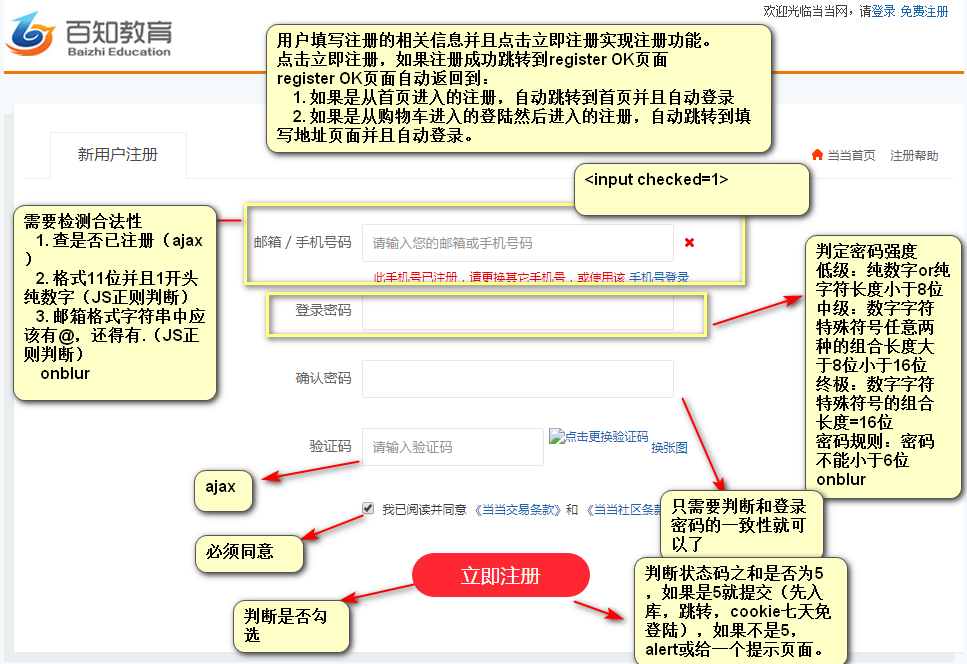 欢迎光临当当网，请登录 免费注册
百知教育
Baizhi Education
用户填写注册的相关信息并且点击立即注册实现注册功能。
点击立即注册，如果注册成功跳转到register OK页面
register OK页面自动返回到：
1. 如果是从首页进入的注册，自动跳转到首页并且自动登录
2. 如果是从购物车进入的登陆然后进入的注册，自动跳转到填
写地址页面并且自动登录。
新用户注册
当当首页 注册帮助
<input checked=1>
需要检测合法性
1. 查是否已注册（ajax
）
2. 格式11位并且1开头
纯数字（JS正则判断）
3. 邮箱格式字符串中应
该有@，还得有.（JS正
则判断）
onblur
邮箱 / 手机号码
请输入您的邮箱或手机号码
此手机号已注册，请更换其它手机号，或使用该 手机号登录
登录密码
判定密码强度
低级：纯数字or纯
字符长度小于8位
中级：数字字符
特殊符号任意两
种的组合长度大
于8位小于16位
终极：数字字符
特殊符号的组合
长度=16位
密码规则：密码
不能小于6位
onblur
确认密码
验证码
请输入验证码
点击更换验证码
换张图
ajax
我已阅读并同意 《当当交易条款》和 《当当社区条款
只需要判断和登录
密码的一致性就可
以了
必须同意
立即注册
判断是否勾
选
判断状态码之和是否为5
，如果是5就提交（先入
库，跳转，cookie七天免
登陆），如果不是5，
alert或给一个提示页面。